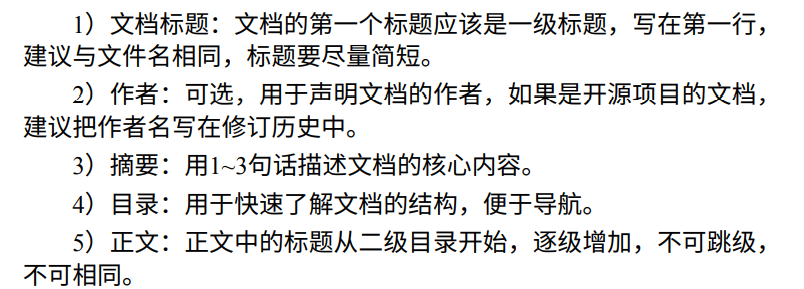 1）文档标题：文档的第一个标题应该是一级标题，写在第一行，
建议与文件名相同，标题要尽量简短。
2）作者：可选，用于声明文档的作者，如果是开源项目的文档，
建议把作者名写在修订历史中。
3）摘要：用1~3句话描述文档的核心内容。
4）目录：用于快速了解文档的结构，便于导航。
5）正文：正文中的标题从二级目录开始，逐级增加，不可跳级，
不可相同。